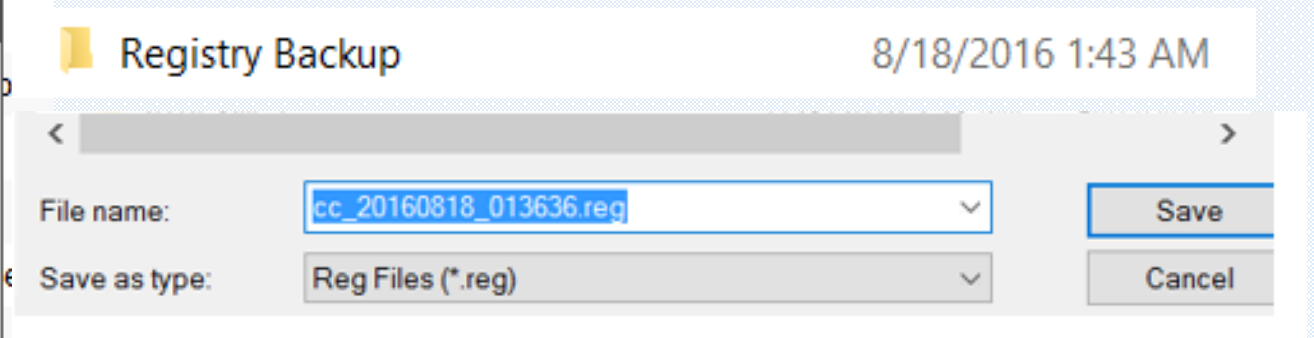 Registry Backup 8/18/2016 1:43 AM
File name: cc_20160818_013636.reg Save
Save as type: Reg Files (*.reg) Cancel